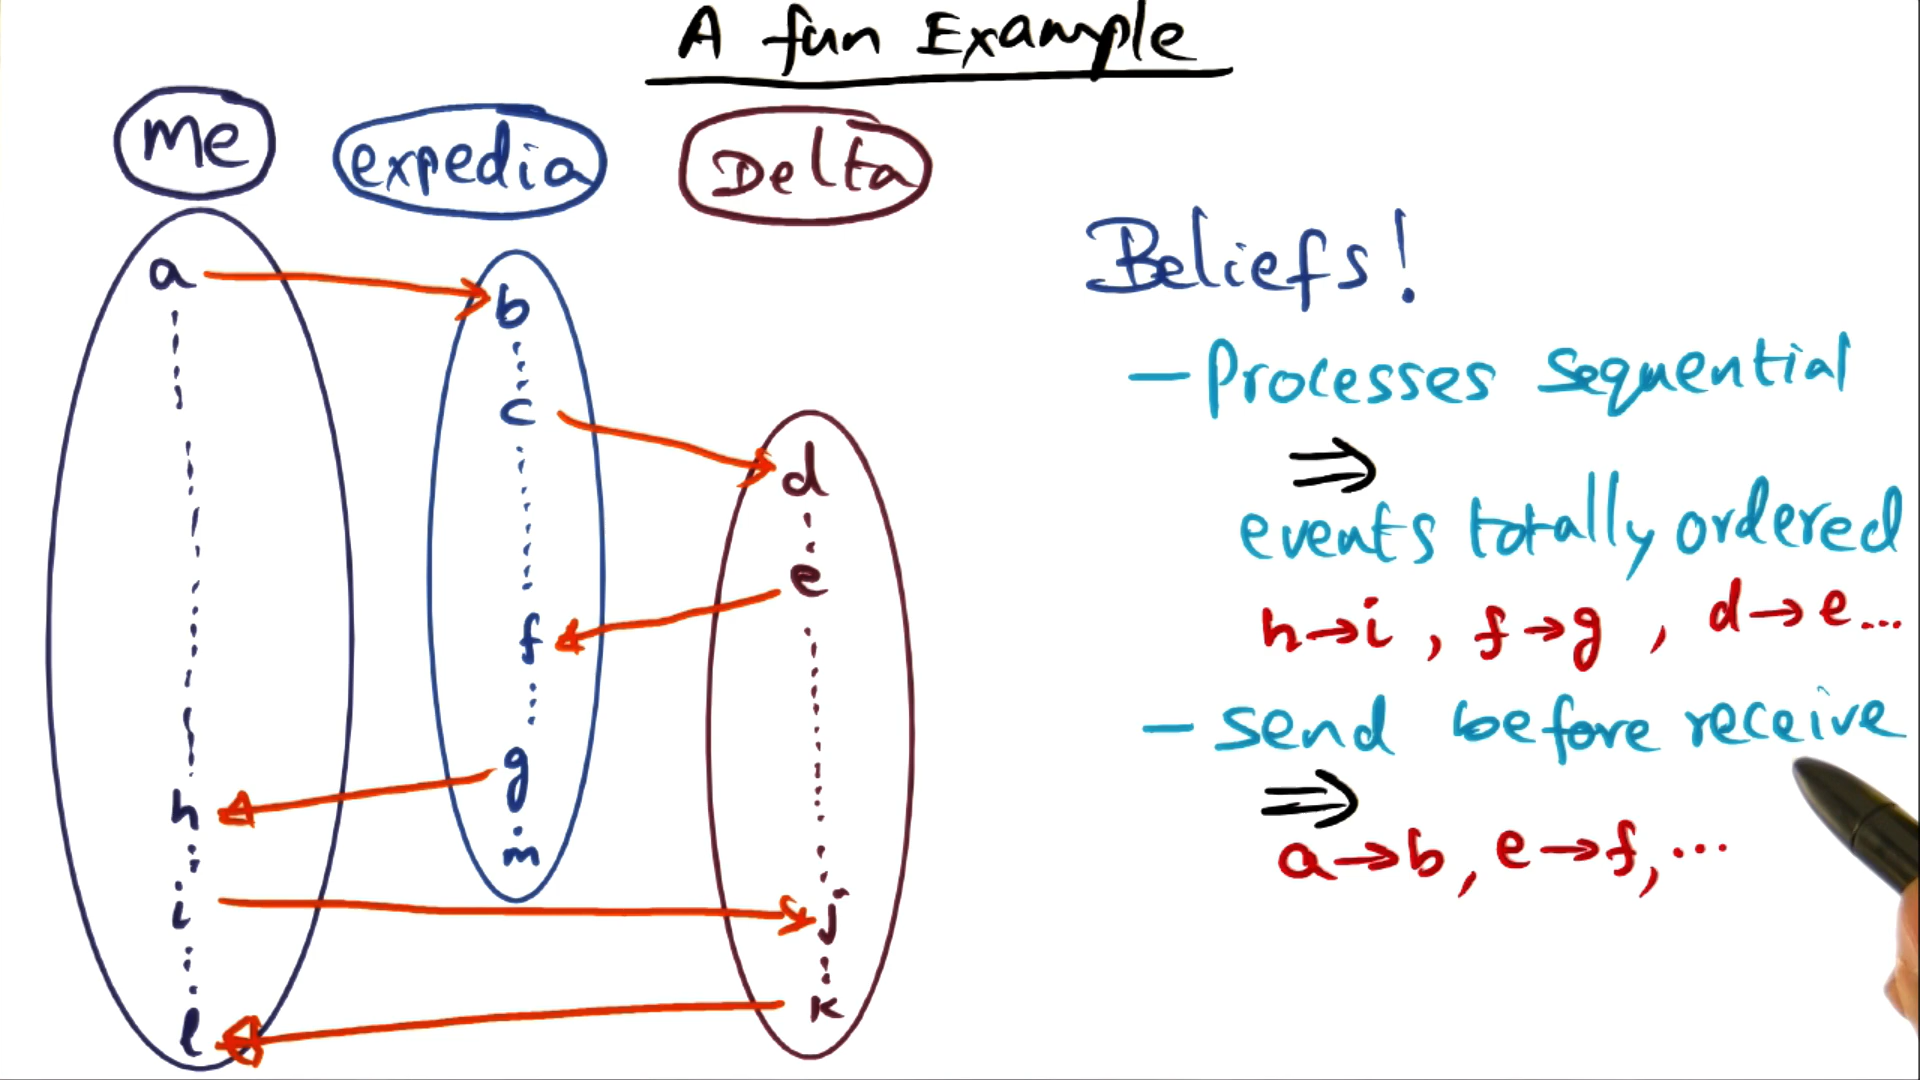 A fun Example
Me
expedia
Delta
a
b
c
d
e
f
g
h
m
i
j
k
l
Beliefs!
- Processes sequential
⇒
events totally ordered
h→i, f→g, d→e...
- send before receive
⇒
a→b, e→f, ...